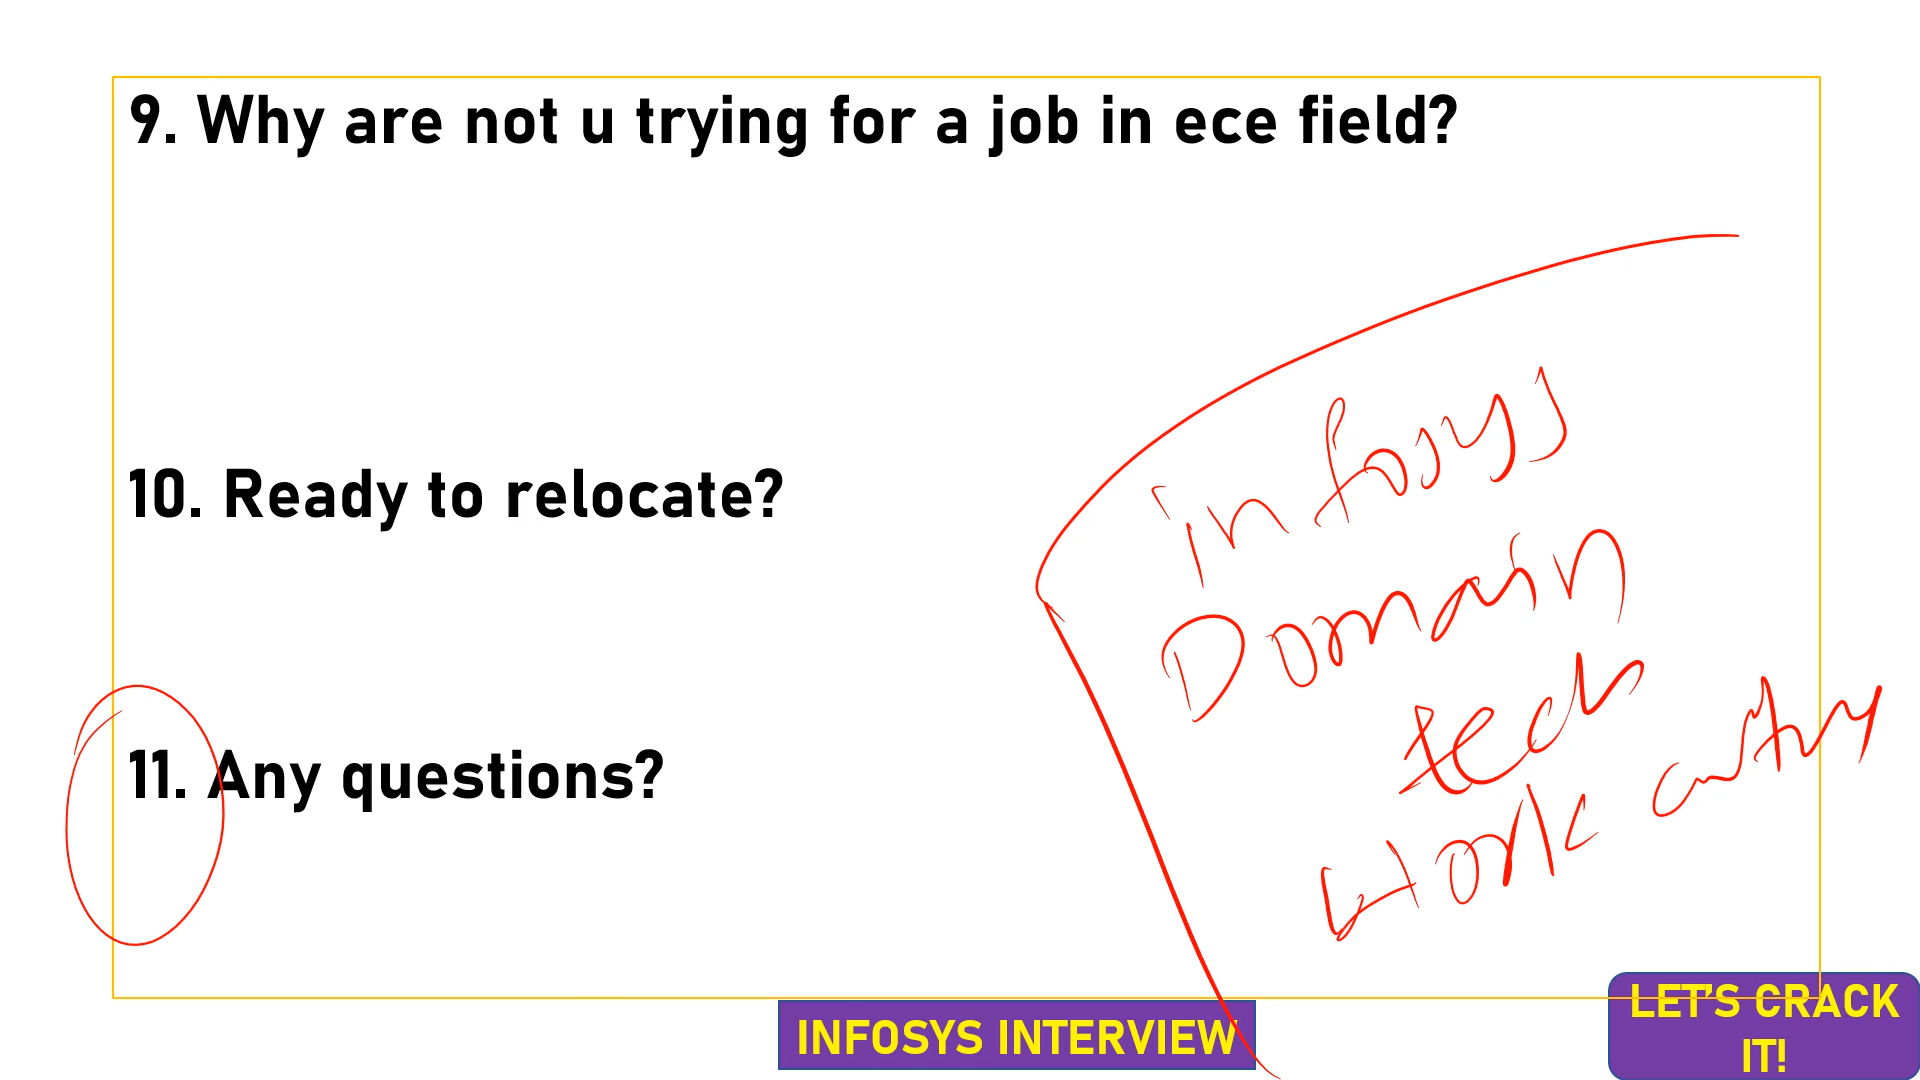 9. Why are not u trying for a job in ece field?
10. Ready to relocate?
11. Any questions?
infosys
Domain
tech
Work
INFOSYS INTERVIEW
LET'S CRACK
IT!